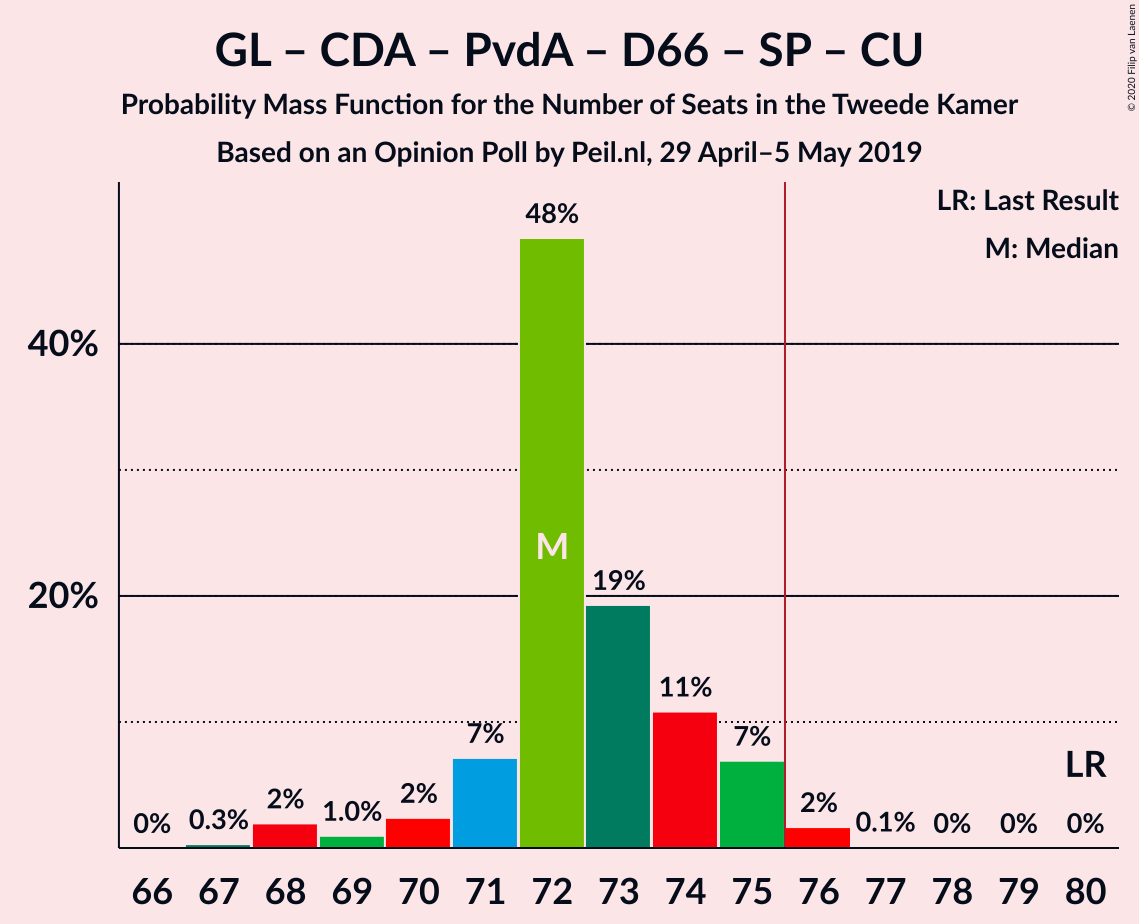 GL – CDA – PvdA – D66 – SP – CU
Probability Mass Function for the Number of Seats in the Tweede Kamer
Based on an Opinion Poll by Peil.nl, 29 April–5 May 2019
© 2020 Filip van Laenen
LR: Last Result
M: Median
40%
20%
0%
0.3%
2%
1.0%
2%
7%
48%
M
19%
11%
7%
2%
0.1%
0%
0%
0%
LR
66 67 68 69 70 71 72 73 74 75 76 77 78 79 80